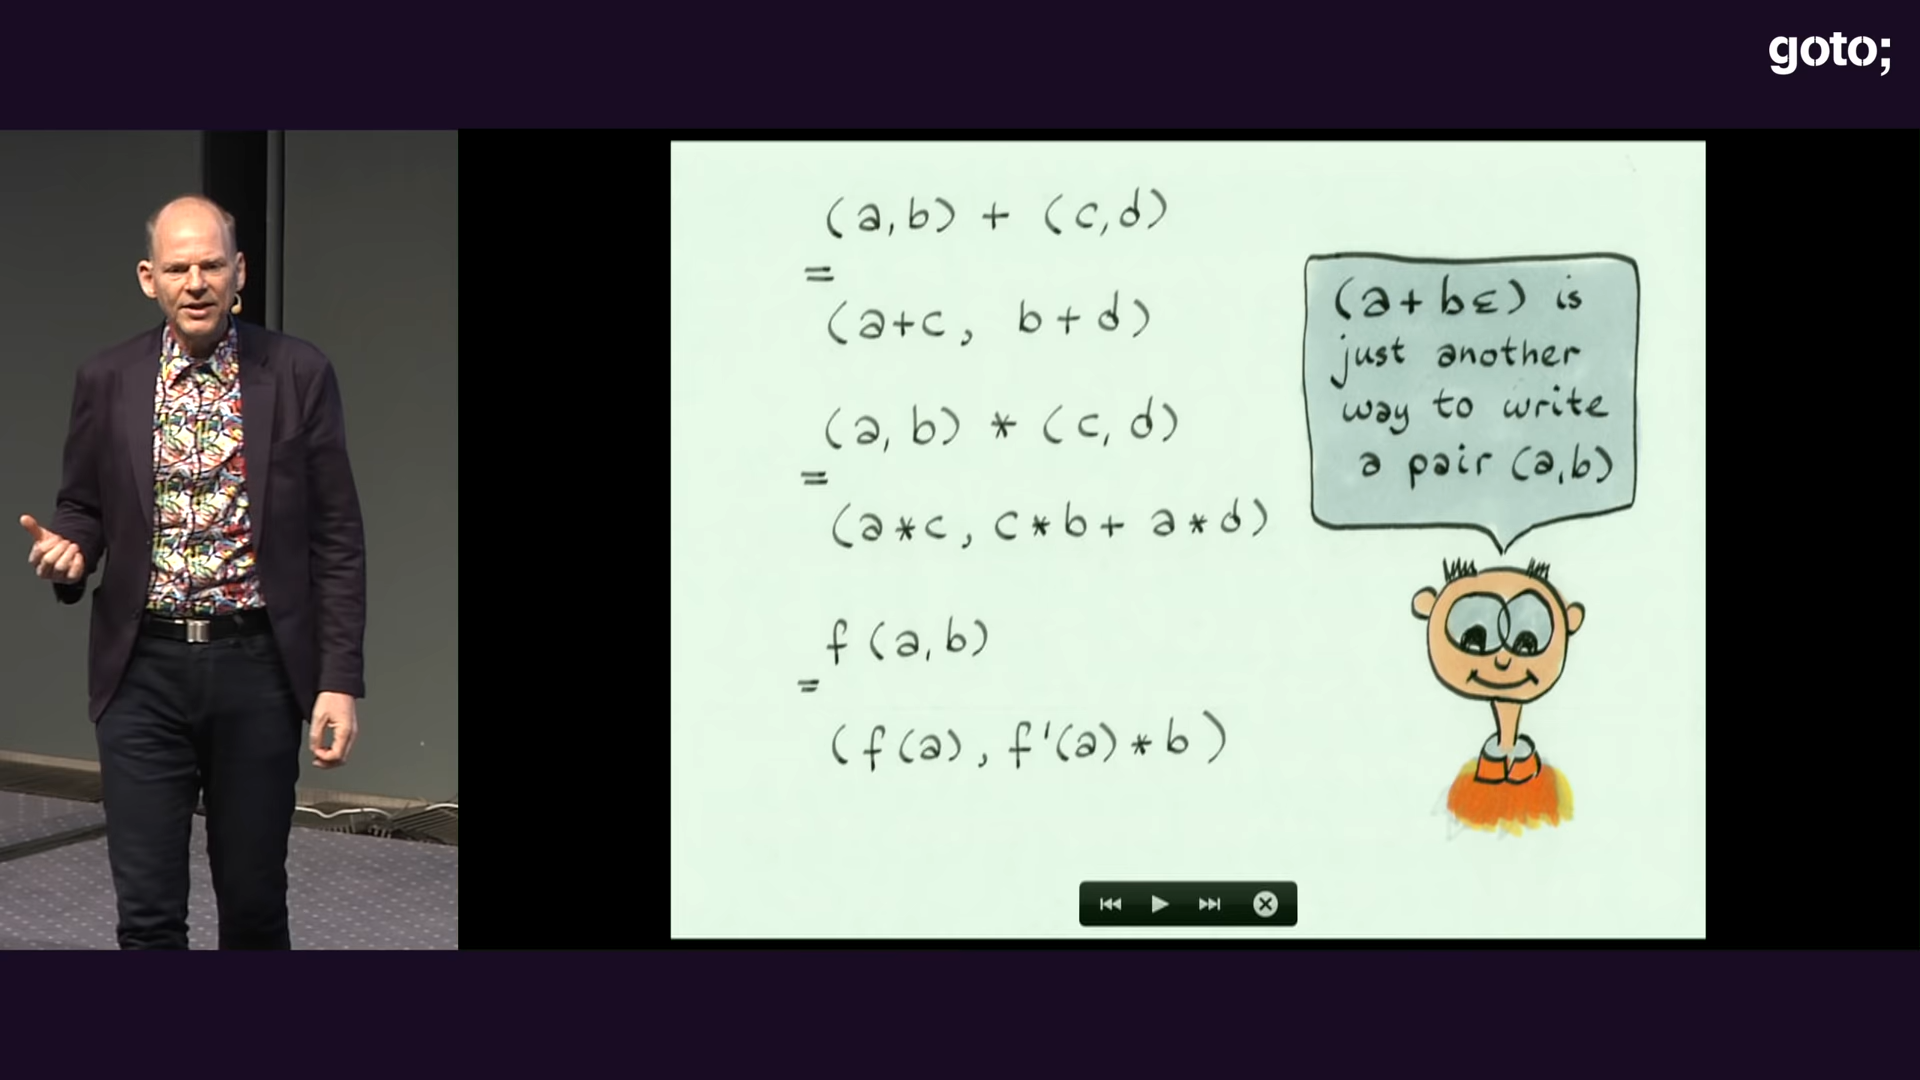 goto;
(a,b) + (c,d)
=
(a+c, b+d)
(a,b) * (c,d)
=
(a*c, c*b + a*d)
f(a,b)
=
(f(a), f'(a)*b)
(a+bε) is
just another
way to write
a pair (a,b)